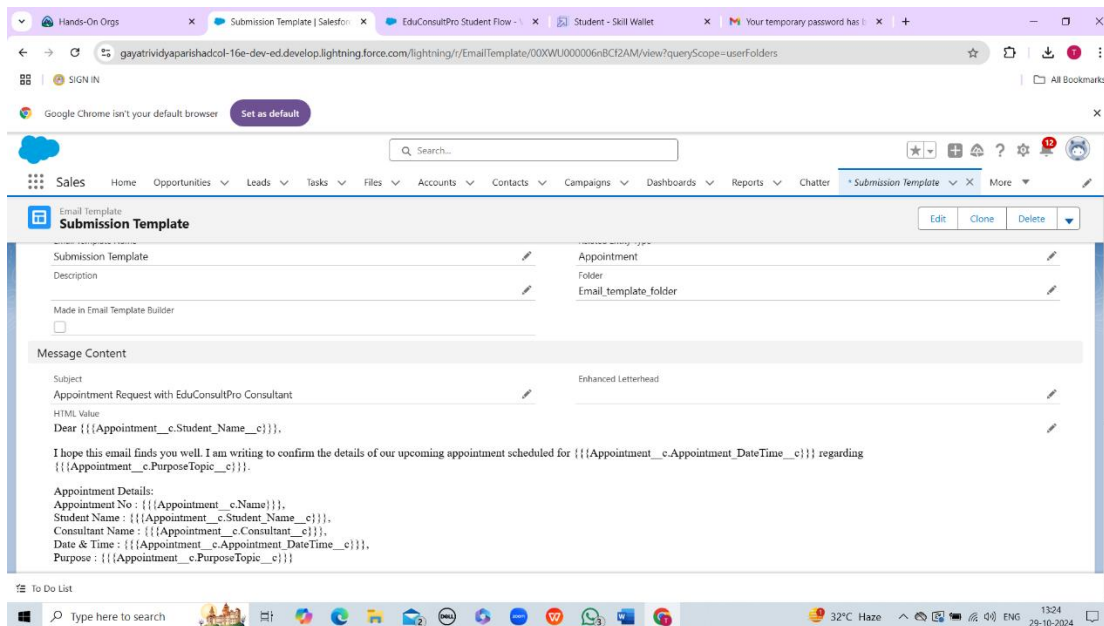 Hands-On Orgs
Submission Template | Salesfor
EduConsultPro Student Flow - V
Student - Skill Wallet
Your temporary password has b
gayatrividyaparishadcol-16e-dev-ed.develop.lightning.force.com/lightning/r/EmailTemplate/00XWU000006nBCf2AM/view?queryScope=userFolders
SIGN IN
All Bookmarks
Google Chrome isn't your default browser
Set as default
Search...
12
Sales
Home
Opportunities
Leads
Tasks
Files
Accounts
Contacts
Campaigns
Dashboards
Reports
Chatter
* Submission Template
More
Email Template
Submission Template
Edit
Clone
Delete
Email Template Name
Related Entity Type
Submission Template
Appointment
Description
Folder
Email_template_folder
Made in Email Template Builder
Message Content
Subject
Enhanced Letterhead
Appointment Request with EduConsultPro Consultant
HTML Value
Dear {{{Appointment__c.Student_Name__c}}},
I hope this email finds you well. I am writing to confirm the details of our upcoming appointment scheduled for {{{Appointment__c.Appointment_DateTime__c}}} regarding
{{{Appointment__c.PurposeTopic__c}}}.
Appointment Details:
Appointment No : {{{Appointment__c.Name}}},
Student Name : {{{Appointment__c.Student_Name__c}}},
Consultant Name : {{{Appointment__c.Consultant__c}}},
Date & Time : {{{Appointment__c.Appointment_DateTime__c}}},
Purpose : {{{Appointment__c.PurposeTopic__c}}}
To Do List
Type here to search
32°C Haze
ENG
13:24
29-10-2024